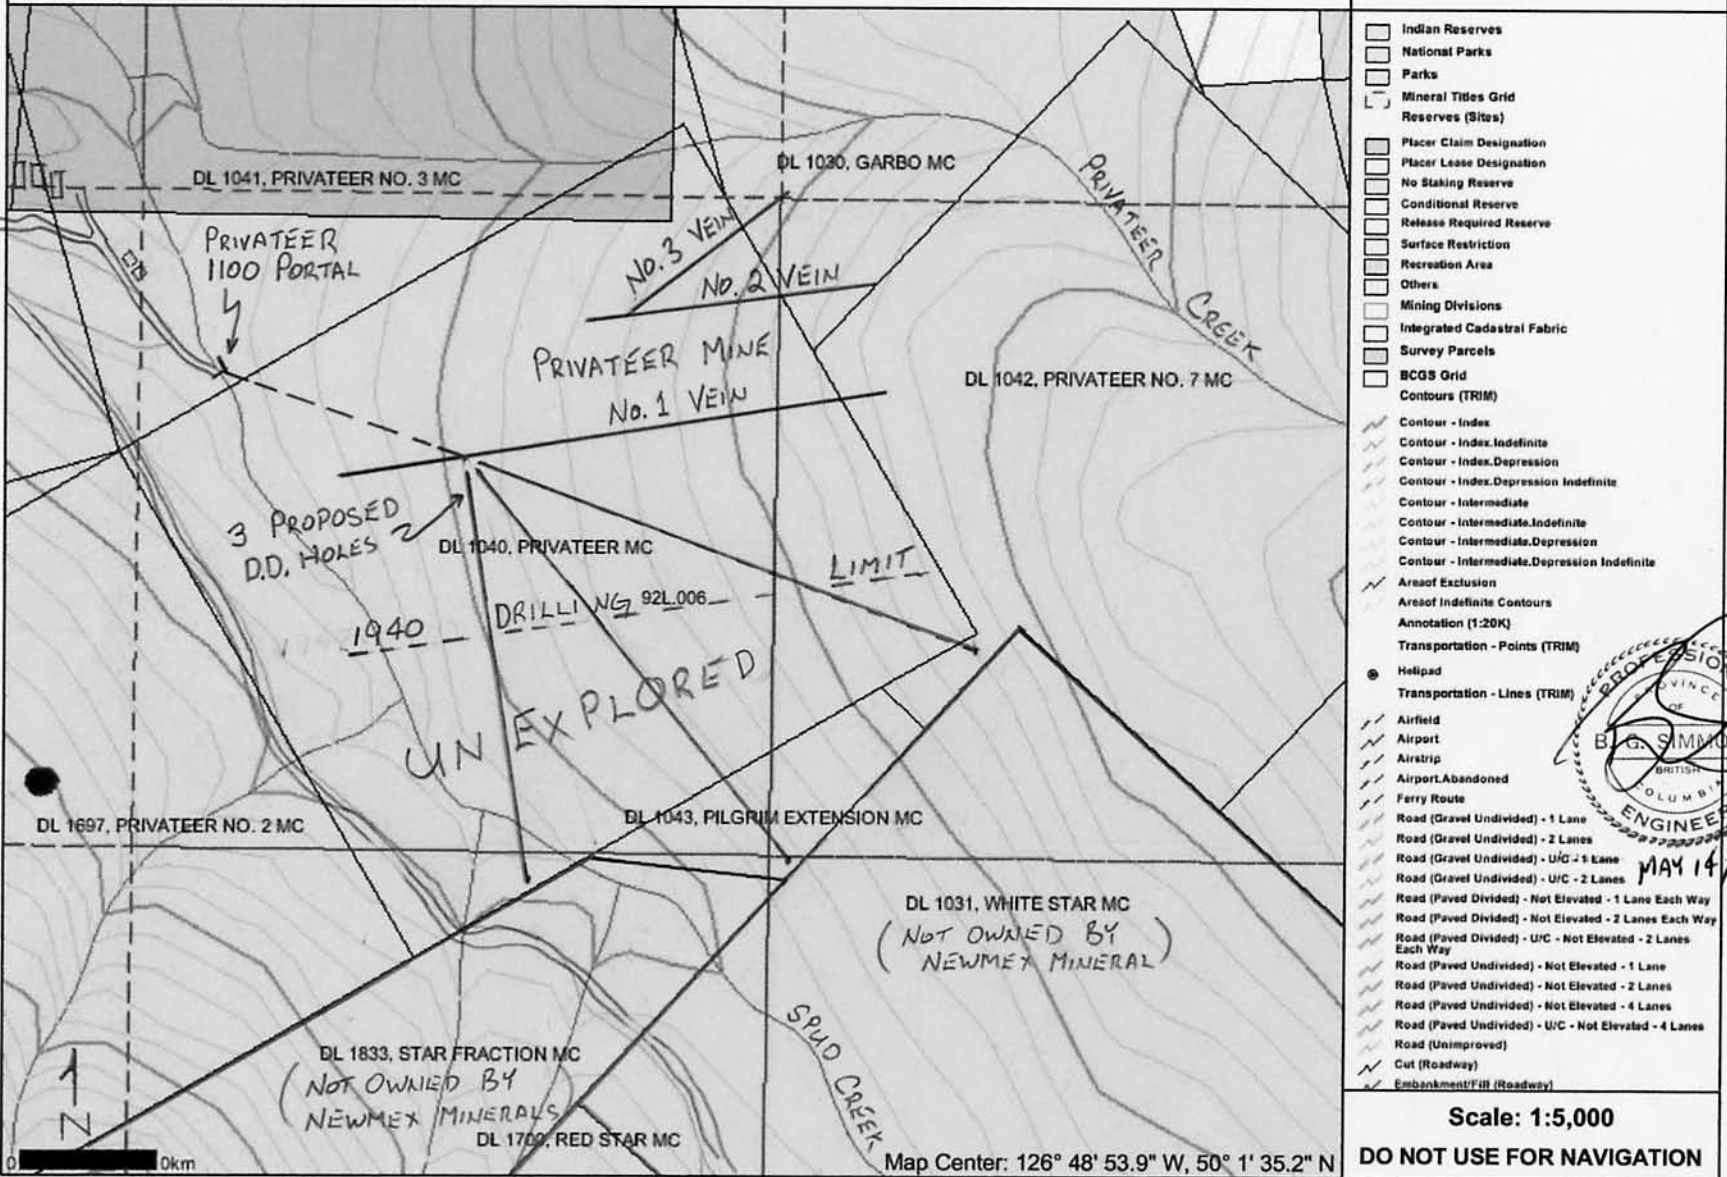 DL 1041, PRIVATEER NO. 3 MC
DL 1030, GARBO MC
PRIVATEER
1100 PORTAL
PRIVATEER
CREEK
NO. 3 VEIN
NO. 2 VEIN
PRIVATEER MINE
NO. 1 VEIN
DL 1042, PRIVATEER NO. 7 MC
3 PROPOSED
D.D. HOLES
DL 1040, PRIVATEER MC
1940 DRILLING LIMIT
92L.006
UNEXPLORED
DL 1697, PRIVATEER NO. 2 MC
DL 1043, PILGRIM EXTENSION MC
DL 1031, WHITE STAR MC
(NOT OWNED BY
NEWMEX MINERAL)
SPUD CREEK
DL 1833, STAR FRACTION MC
(NOT OWNED BY
NEWMEX MINERALS)
DL 1709, RED STAR MC
N
0 0km
Map Center: 126° 48' 53.9" W, 50° 1' 35.2" N
Indian Reserves
National Parks
Parks
Mineral Titles Grid
Reserves (Sites)
Placer Claim Designation
Placer Lease Designation
No Staking Reserve
Conditional Reserve
Release Required Reserve
Surface Restriction
Recreation Area
Others
Mining Divisions
Integrated Cadastral Fabric
Survey Parcels
BCGS Grid
Contours (TRIM)
Contour - Index
Contour - Index.Indefinite
Contour - Index.Depression
Contour - Index.Depression Indefinite
Contour - Intermediate
Contour - Intermediate.Indefinite
Contour - Intermediate.Depression
Contour - Intermediate.Depression Indefinite
Areaof Exclusion
Areaof Indefinite Contours
Annotation (1:20K)
Transportation - Points (TRIM)
Helipad
Transportation - Lines (TRIM)
Airfield
Airport
Airstrip
Airport.Abandoned
Ferry Route
Road (Gravel Undivided) - 1 Lane
Road (Gravel Undivided) - 2 Lanes
Road (Gravel Undivided) - U/C - 1 Lane
Road (Gravel Undivided) - U/C - 2 Lanes
Road (Paved Divided) - Not Elevated - 1 Lane Each Way
Road (Paved Divided) - Not Elevated - 2 Lanes Each Way
Road (Paved Divided) - U/C - Not Elevated - 2 Lanes
Each Way
Road (Paved Undivided) - Not Elevated - 1 Lane
Road (Paved Undivided) - Not Elevated - 2 Lanes
Road (Paved Undivided) - Not Elevated - 4 Lanes
Road (Paved Undivided) - U/C - Not Elevated - 4 Lanes
Road (Unimproved)
Cut (Roadway)
Embankment/Fill (Roadway)
PROFESSIO
PROVINCE
OF
B. G. SIMMO
BRITISH
COLUMBIA
ENGINEE
MAY 14
Scale: 1:5,000
DO NOT USE FOR NAVIGATION